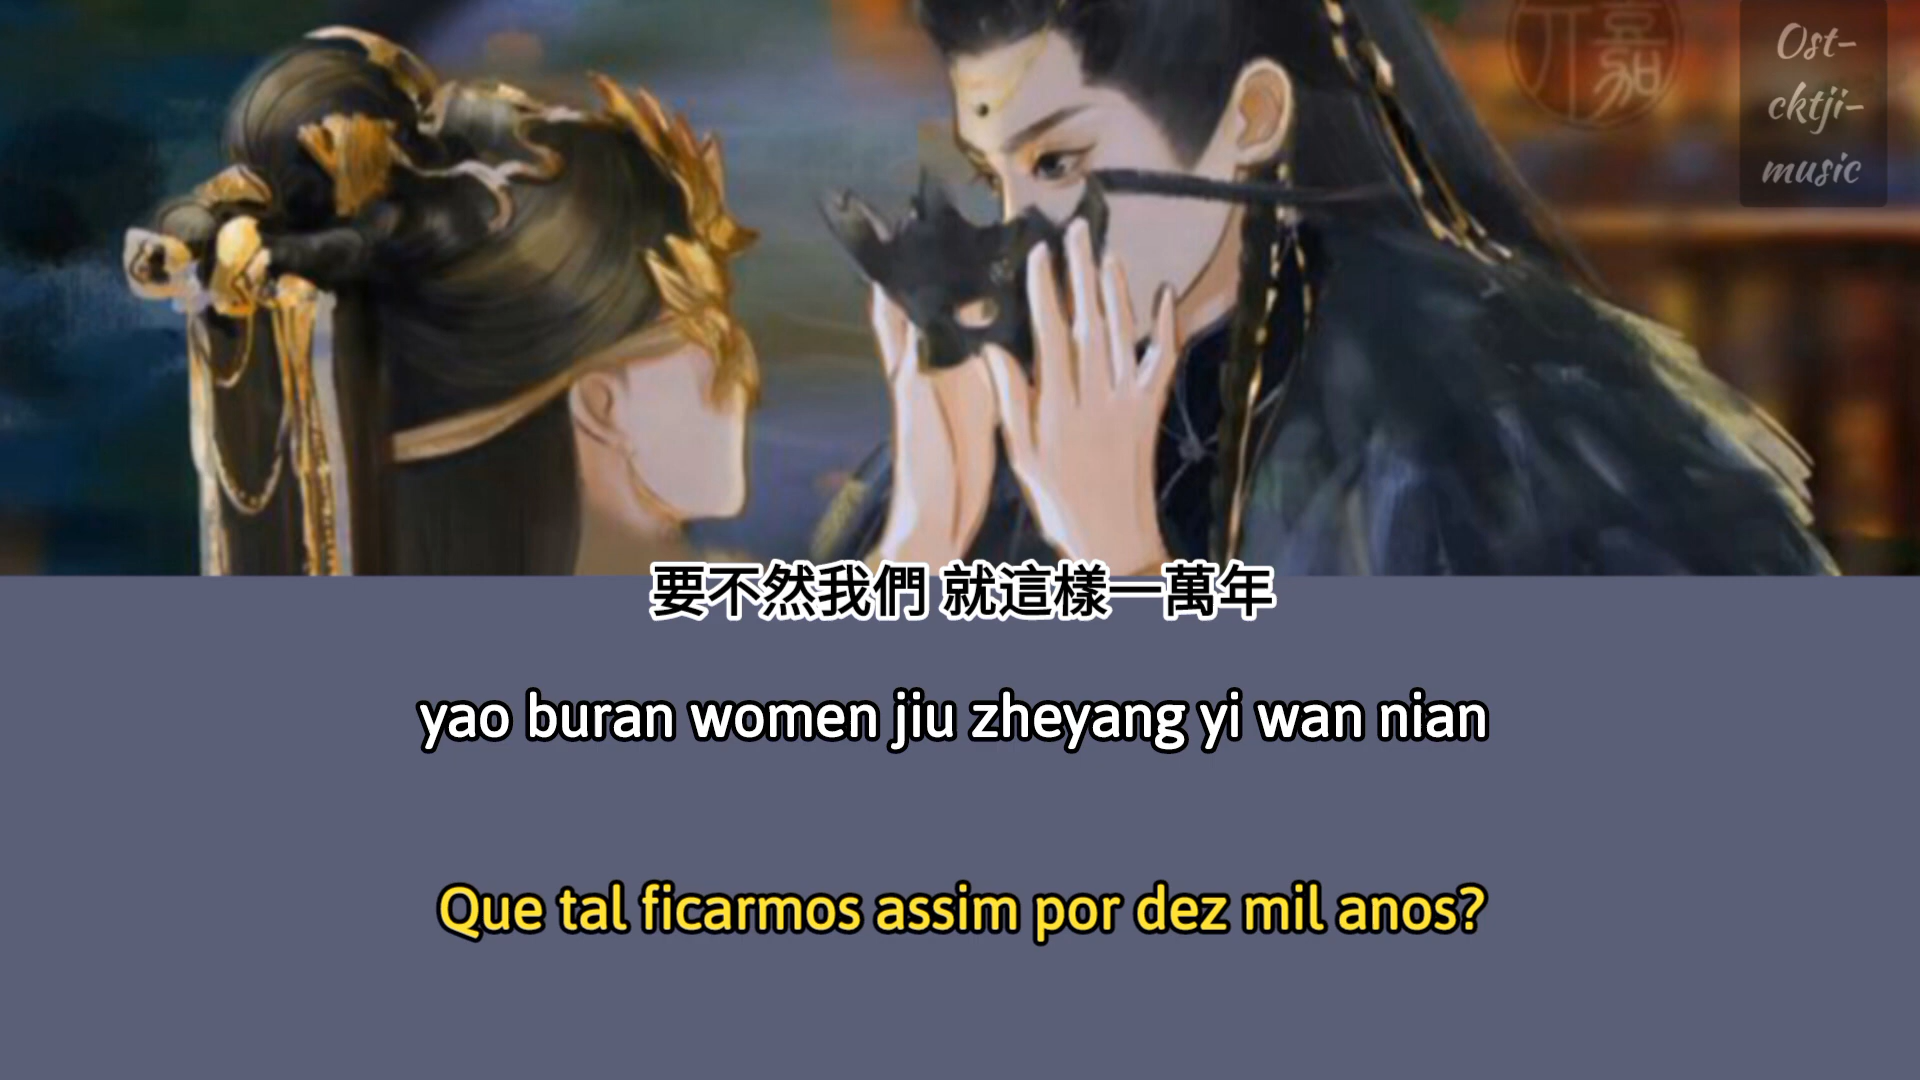 Ost-
cktji-
music
要不然我們 就這樣一萬年
yao buran women jiu zheyang yi wan nian
Que tal ficarmos assim por dez mil anos?